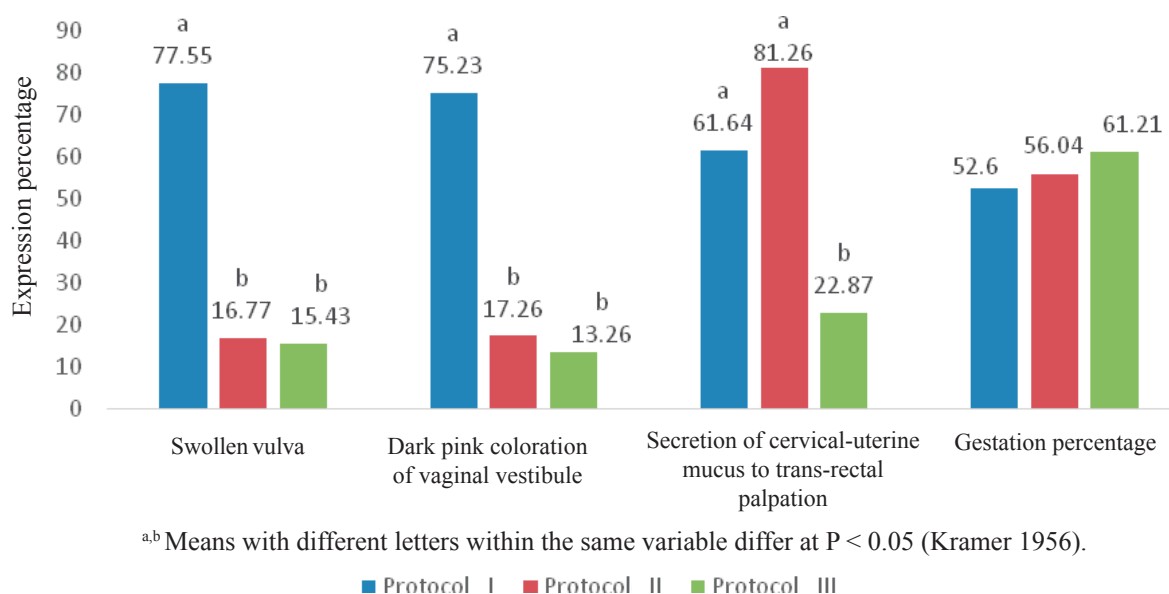 Expression percentage
90
80
70
60
50
40
30
20
10
0
a
77.55
b
16.77
b
15.43
a
75.23
b
17.26
b
13.26
a
61.64
a
81.26
b
22.87
52.6
56.04
61.21
Swollen vulva
Dark pink coloration
of vaginal vestibule
Secretion of cervical-uterine
mucus to trans-rectal
palpation
Gestation percentage
a,b Means with different letters within the same variable differ at P < 0.05 (Kramer 1956).
Protocol I Protocol II Protocol III